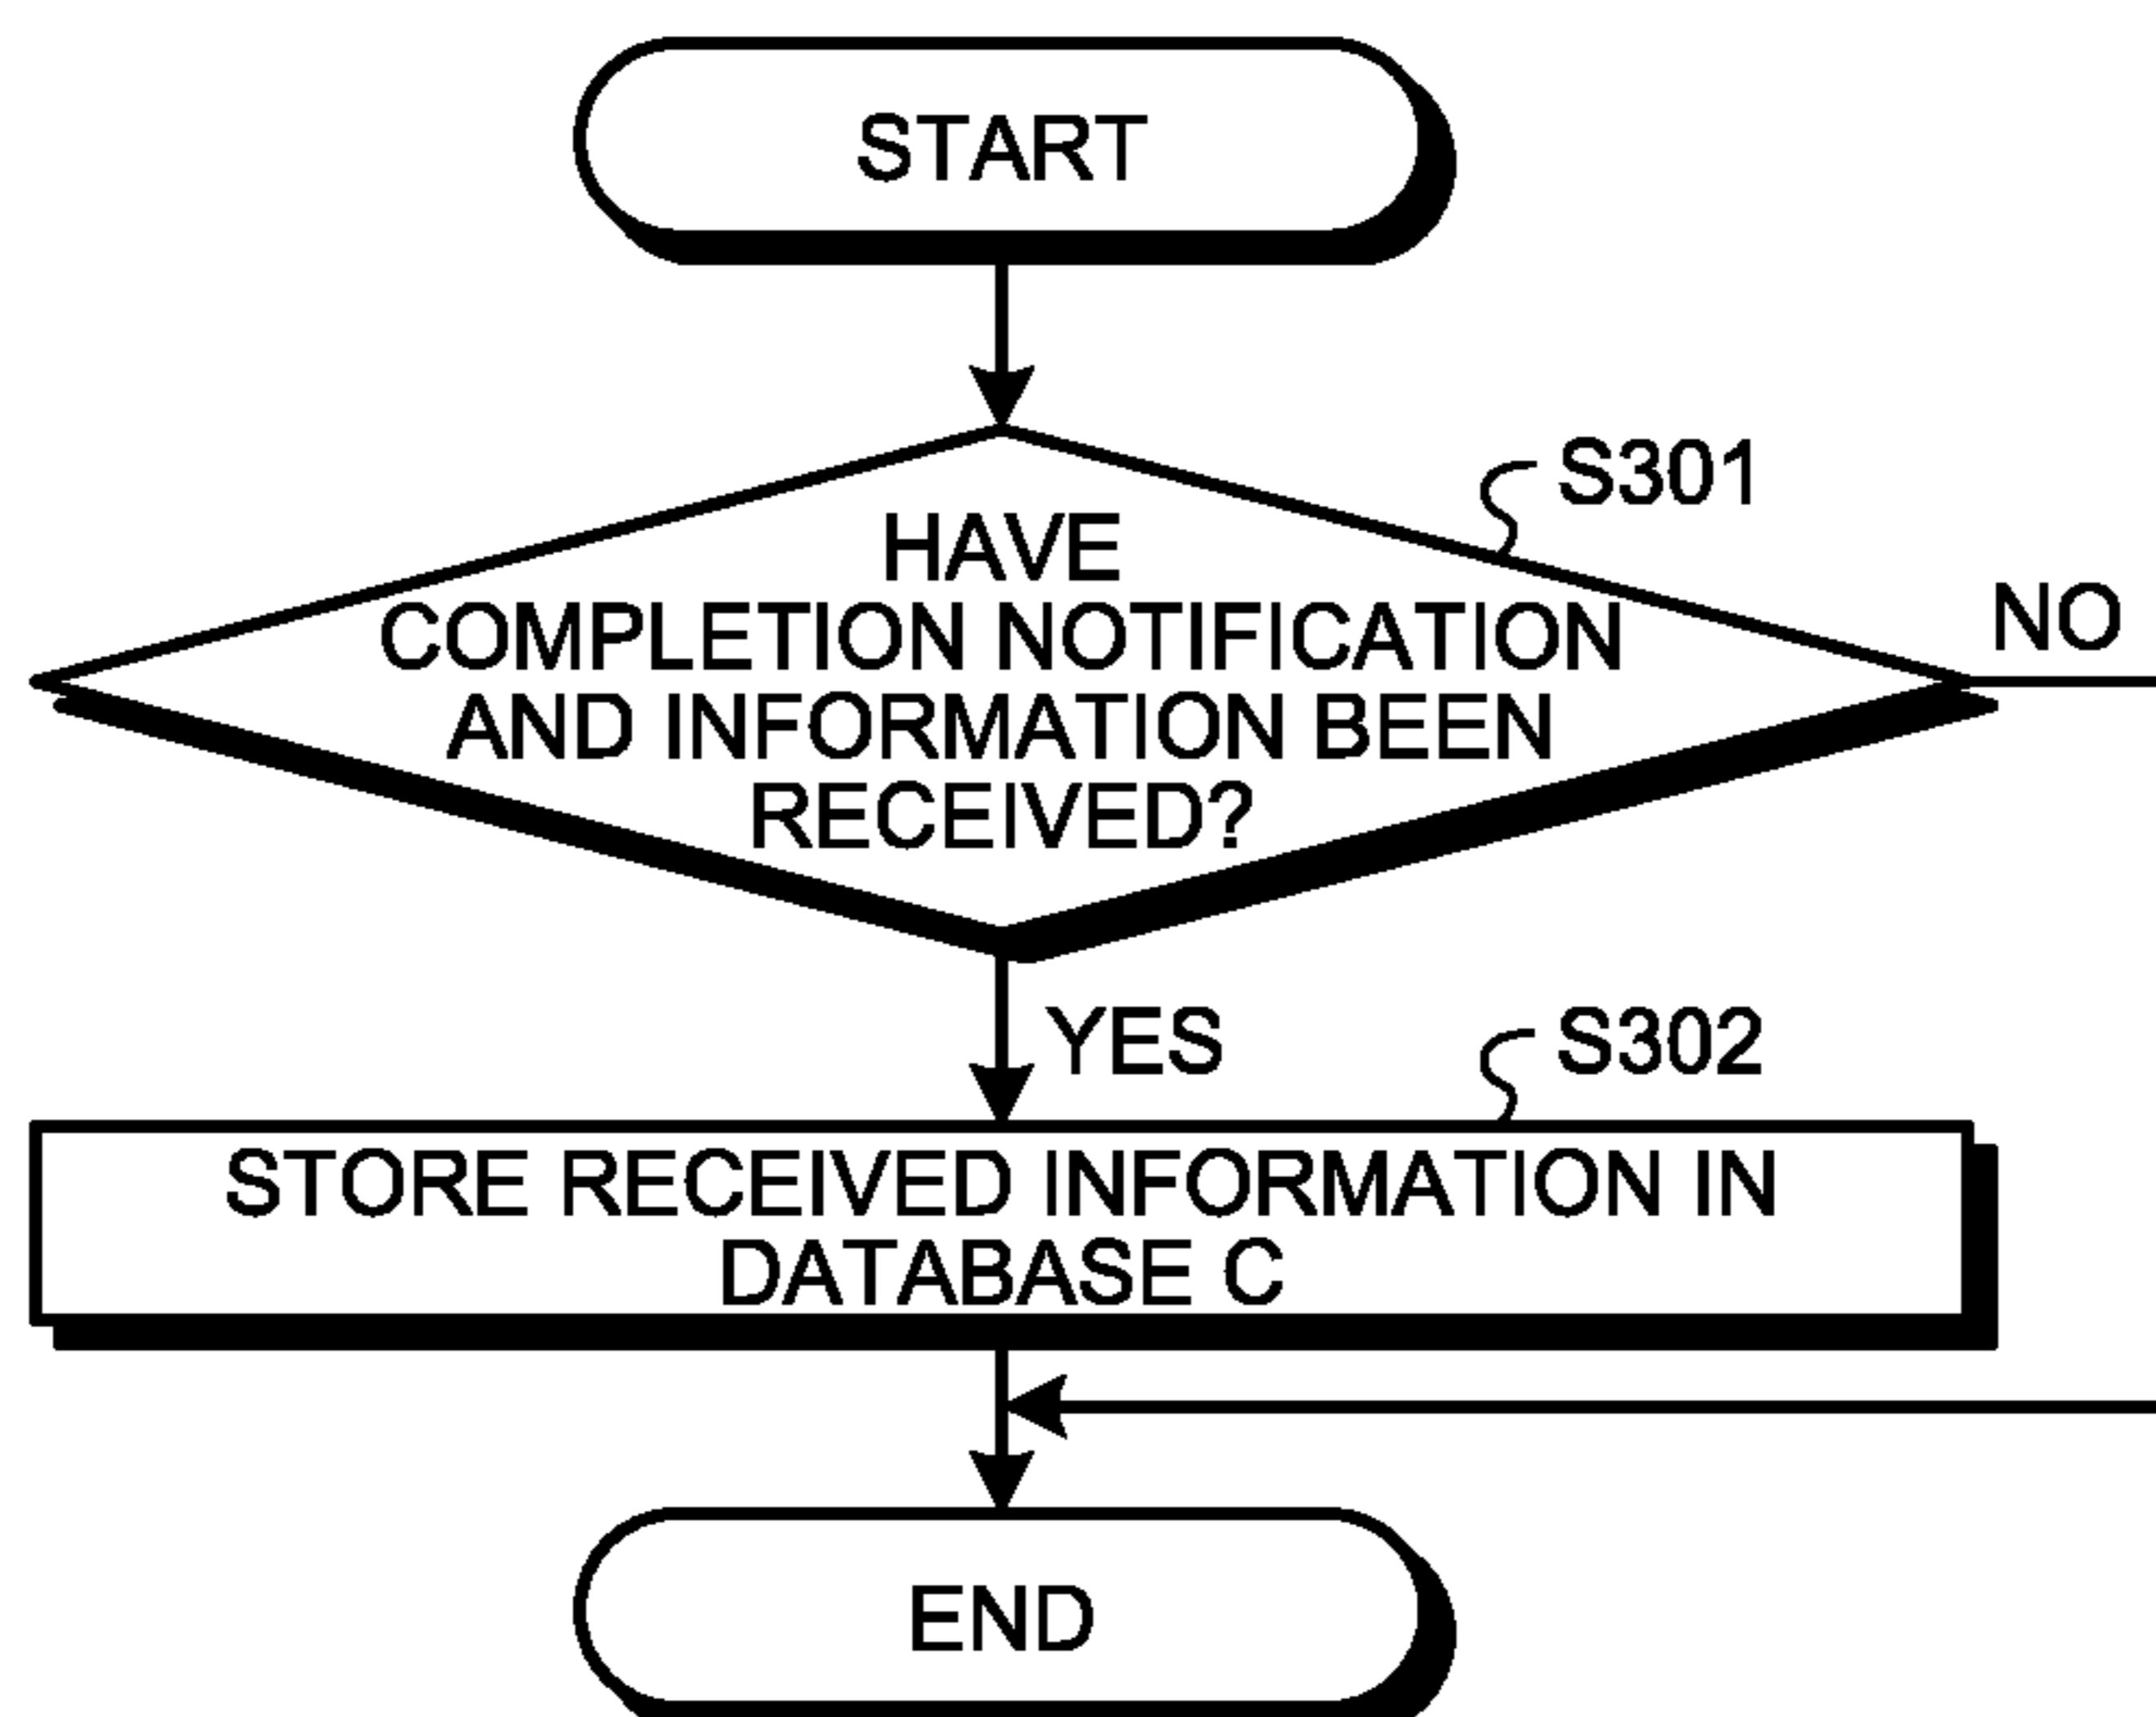 START
S301
HAVE
COMPLETION NOTIFICATION
AND INFORMATION BEEN
RECEIVED?
NO
YES
S302
STORE RECEIVED INFORMATION IN
DATABASE C
END